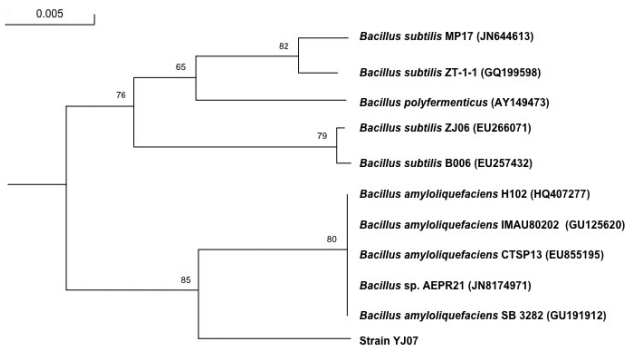 0.005
82
Bacillus subtilis MP17 (JN644613)
65
Bacillus subtilis ZT-1-1 (GQ199598)
76
Bacillus polyfermenticus (AY149473)
Bacillus subtilis ZJ06 (EU266071)
79
Bacillus subtilis B006 (EU257432)
Bacillus amyloliquefaciens H102 (HQ407277)
Bacillus amyloliquefaciens IMAU80202 (GU125620)
80
Bacillus amyloliquefaciens CTSP13 (EU855195)
85
Bacillus sp. AEPR21 (JN8174971)
Bacillus amyloliquefaciens SB 3282 (GU191912)
Strain YJ07